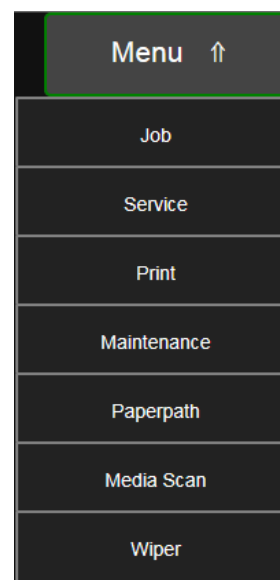 Menu ⇑
Job
Service
Print
Maintenance
Paperpath
Media Scan
Wiper